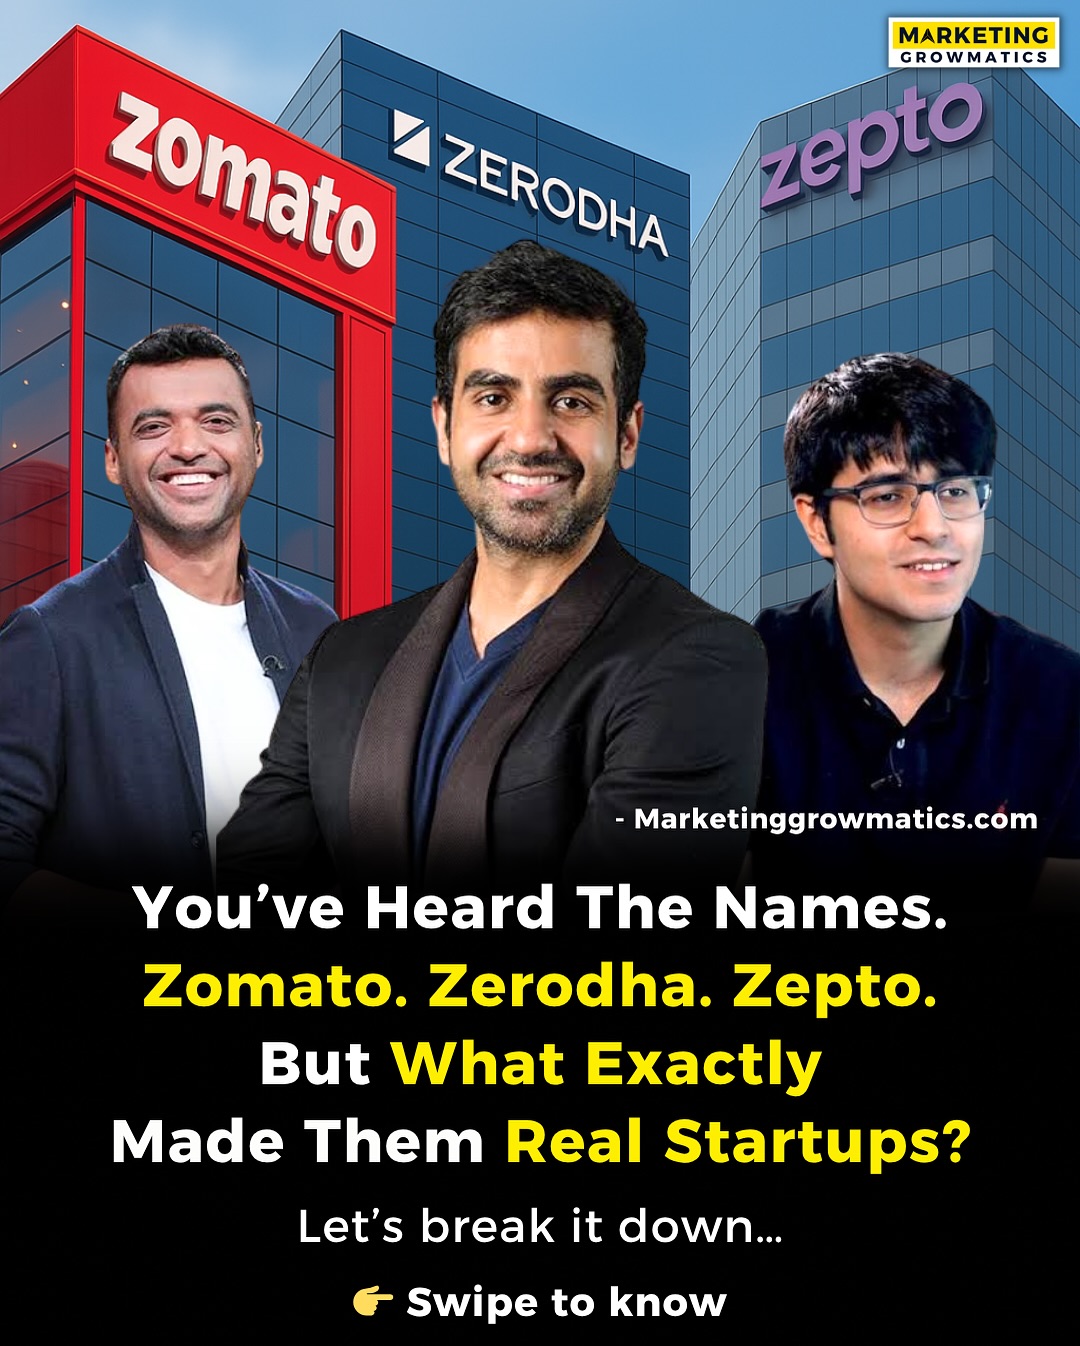 MARKETING
GROWMATICS
zomato
ZERODHA
zepto
- Marketinggrowmatics.com
You’ve Heard The Names.
Zomato. Zerodha. Zepto.
But What Exactly
Made Them Real Startups?
Let’s break it down...
👉 Swipe to know